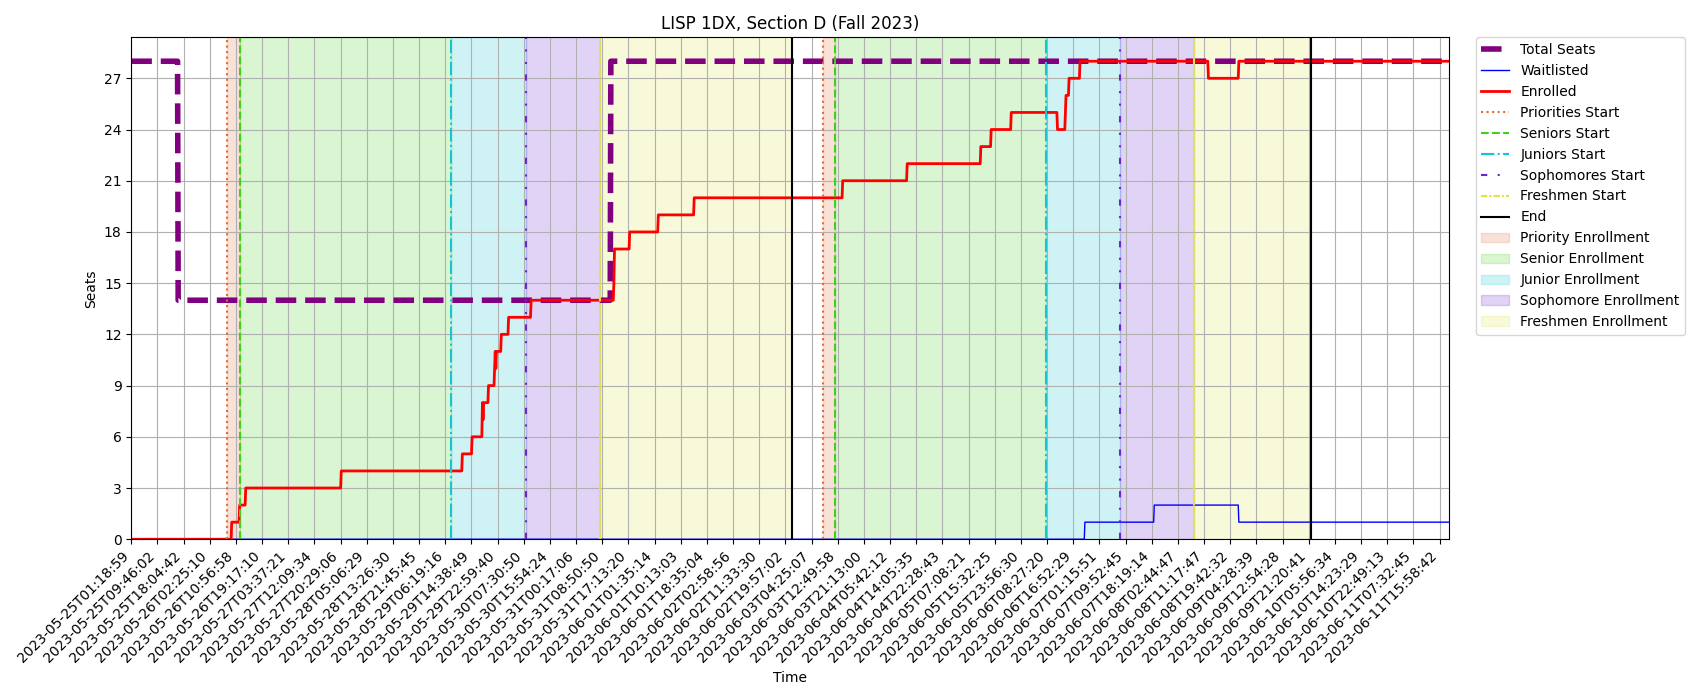 LISP 1DX, Section D (Fall 2023)
Seats
27
24
21
18
15
12
9
6
3
0
2023-05-25T01:18:59
2023-05-25T09:46:02
2023-05-25T18:04:42
2023-05-26T02:25:10
2023-05-26T10:56:58
2023-05-26T19:17:10
2023-05-27T03:37:21
2023-05-27T12:09:34
2023-05-27T20:29:06
2023-05-28T05:06:29
2023-05-28T13:26:30
2023-05-28T21:45:45
2023-05-29T06:19:16
2023-05-29T14:38:49
2023-05-29T22:59:40
2023-05-30T07:30:50
2023-05-30T15:54:24
2023-05-31T00:17:06
2023-05-31T08:50:50
2023-05-31T17:13:20
2023-06-01T01:35:14
2023-06-01T10:13:03
2023-06-01T18:35:04
2023-06-02T02:58:56
2023-06-02T11:33:30
2023-06-02T19:57:02
2023-06-03T04:25:07
2023-06-03T12:49:58
2023-06-03T21:13:00
2023-06-04T05:42:12
2023-06-04T14:05:35
2023-06-04T22:28:43
2023-06-05T07:08:21
2023-06-05T15:32:25
2023-06-05T23:56:30
2023-06-06T08:27:20
2023-06-06T16:52:29
2023-06-07T01:15:51
2023-06-07T09:52:45
2023-06-07T18:19:14
2023-06-08T02:44:47
2023-06-08T11:17:47
2023-06-08T19:42:32
2023-06-09T04:28:39
2023-06-09T12:54:28
2023-06-09T21:20:41
2023-06-10T05:56:34
2023-06-10T14:23:29
2023-06-10T22:49:13
2023-06-11T07:32:45
2023-06-11T15:58:42
Time
Total Seats
Waitlisted
Enrolled
Priorities Start
Seniors Start
Juniors Start
Sophomores Start
Freshmen Start
End
Priority Enrollment
Senior Enrollment
Junior Enrollment
Sophomore Enrollment
Freshmen Enrollment